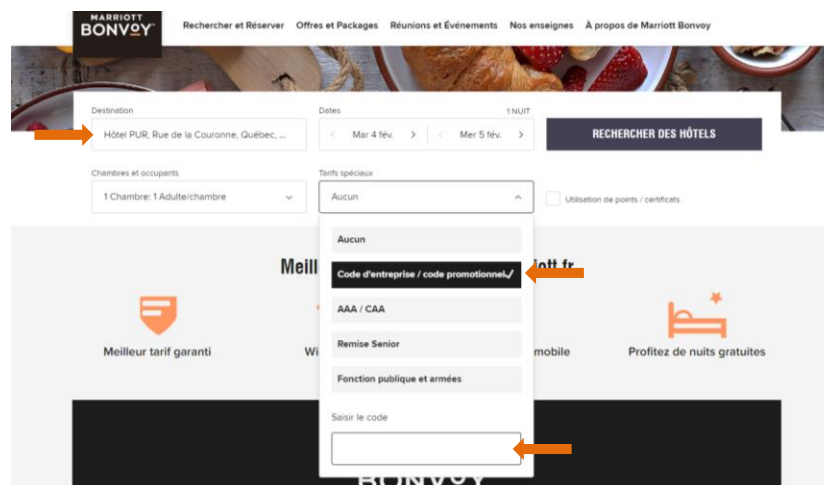 MARRIOTT
BONVOY
Rechercher et Réserver Offres et Packages Réunions et Événements Nos enseignes À propos de Marriott Bonvoy
Destination Dates 1 NUIT
Hôtel PUR, Rue de la Couronne, Québec, ... Mar 4 fév. Mer 5 fév. RECHERCHER DES HÔTELS
Chambres et occupants Tarifs spéciaux
1 Chambre: 1 Adulte/chambre Aucun Utilisation de points / certificats
Aucun
Meill
Code d'entreprise / code promotionnel
AAA / CAA
Remise Senior
Meilleur tarif garanti Wi mobile Profitez de nuits gratuites
Fonction publique et armées
Saisir le code
BONVOY